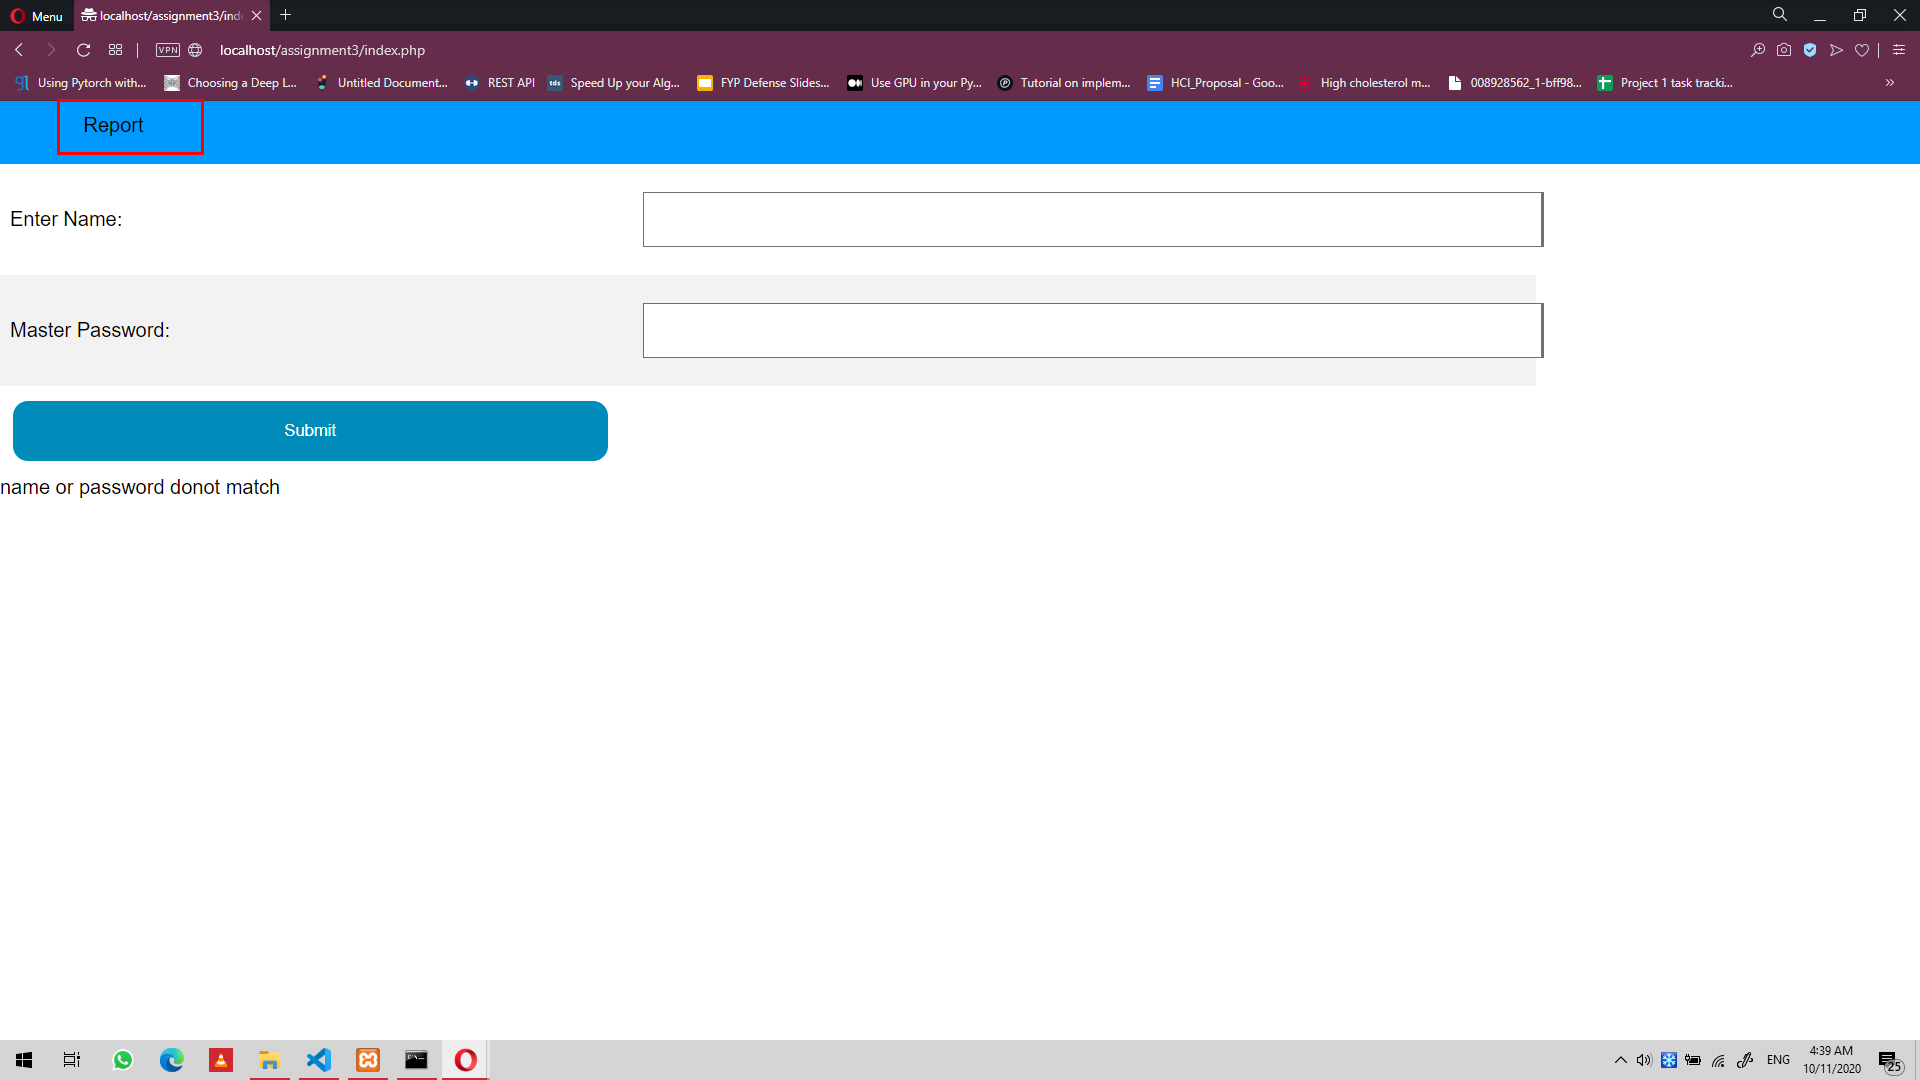 Menu
localhost/assignment3/ind
VPN
localhost/assignment3/index.php
Using Pytorch with...
Choosing a Deep L...
Untitled Document...
REST API
tds
Speed Up your Alg...
FYP Defense Slides...
Use GPU in your Py...
Tutorial on implem...
HCI_Proposal - Goo...
High cholesterol m...
008928562_1-bff98...
Project 1 task tracki...
Report
Enter Name:
Master Password:
Submit
name or password donot match
ENG
4:39 AM
10/11/2020
25